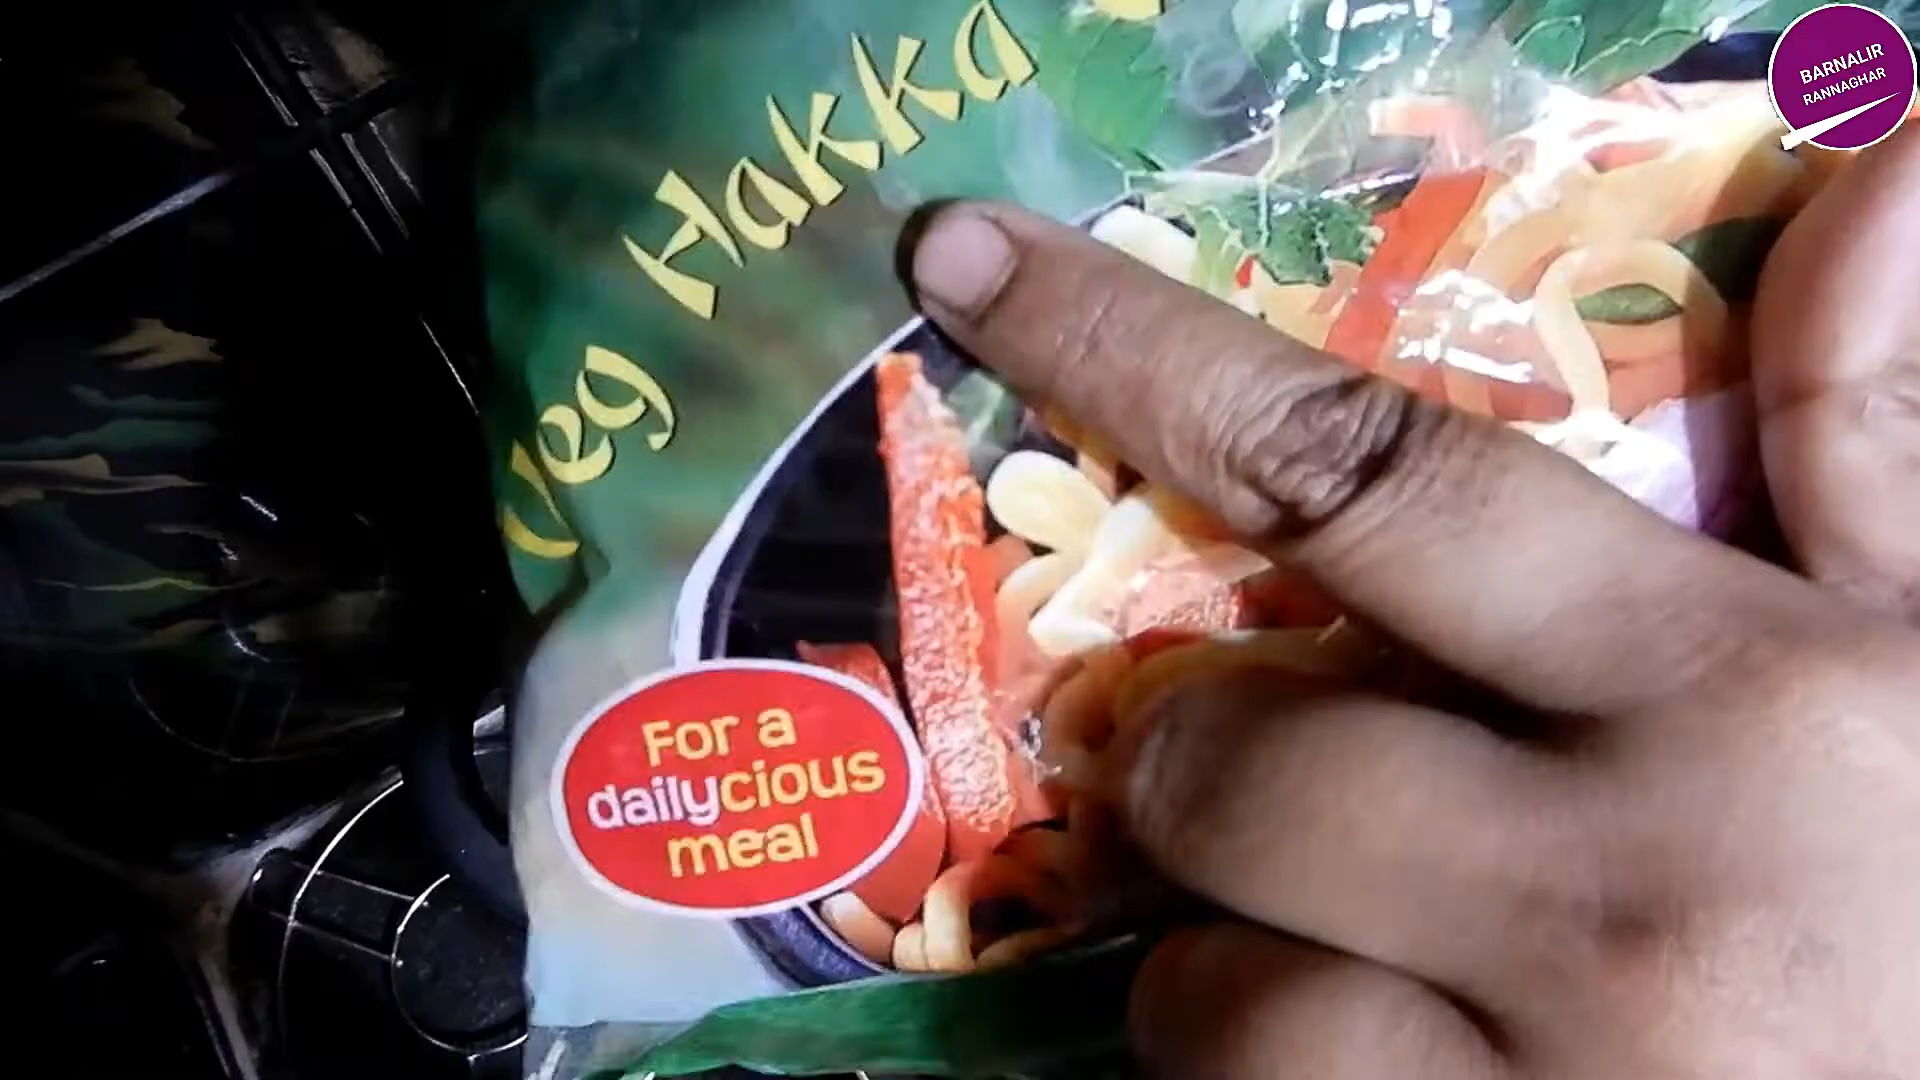 Veg Hakka
For a
dailycious
meal
BARNALIR
RANNAGHAR